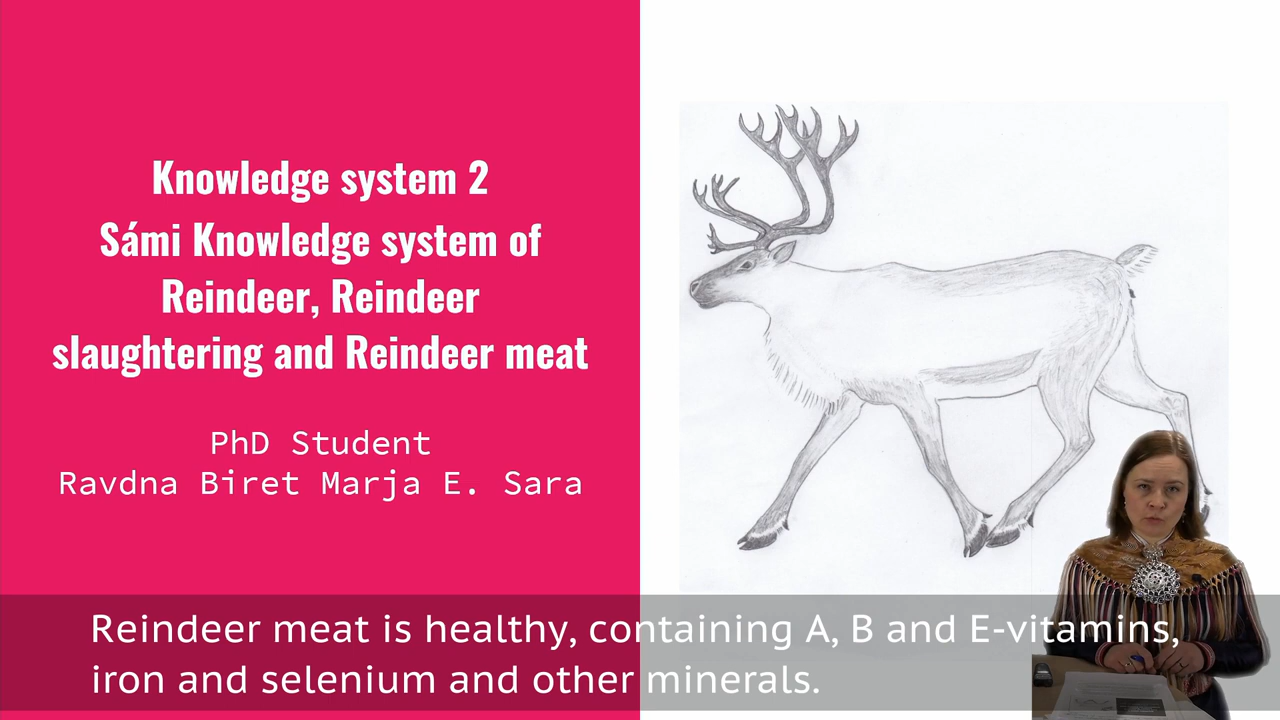 Knowledge system 2
Sámi Knowledge system of
Reindeer, Reindeer
slaughtering and Reindeer meat
PhD Student
Ravdna Biret Marja E. Sara
Reindeer meat is healthy, containing A, B and E-vitamins,
iron and selenium and other minerals.